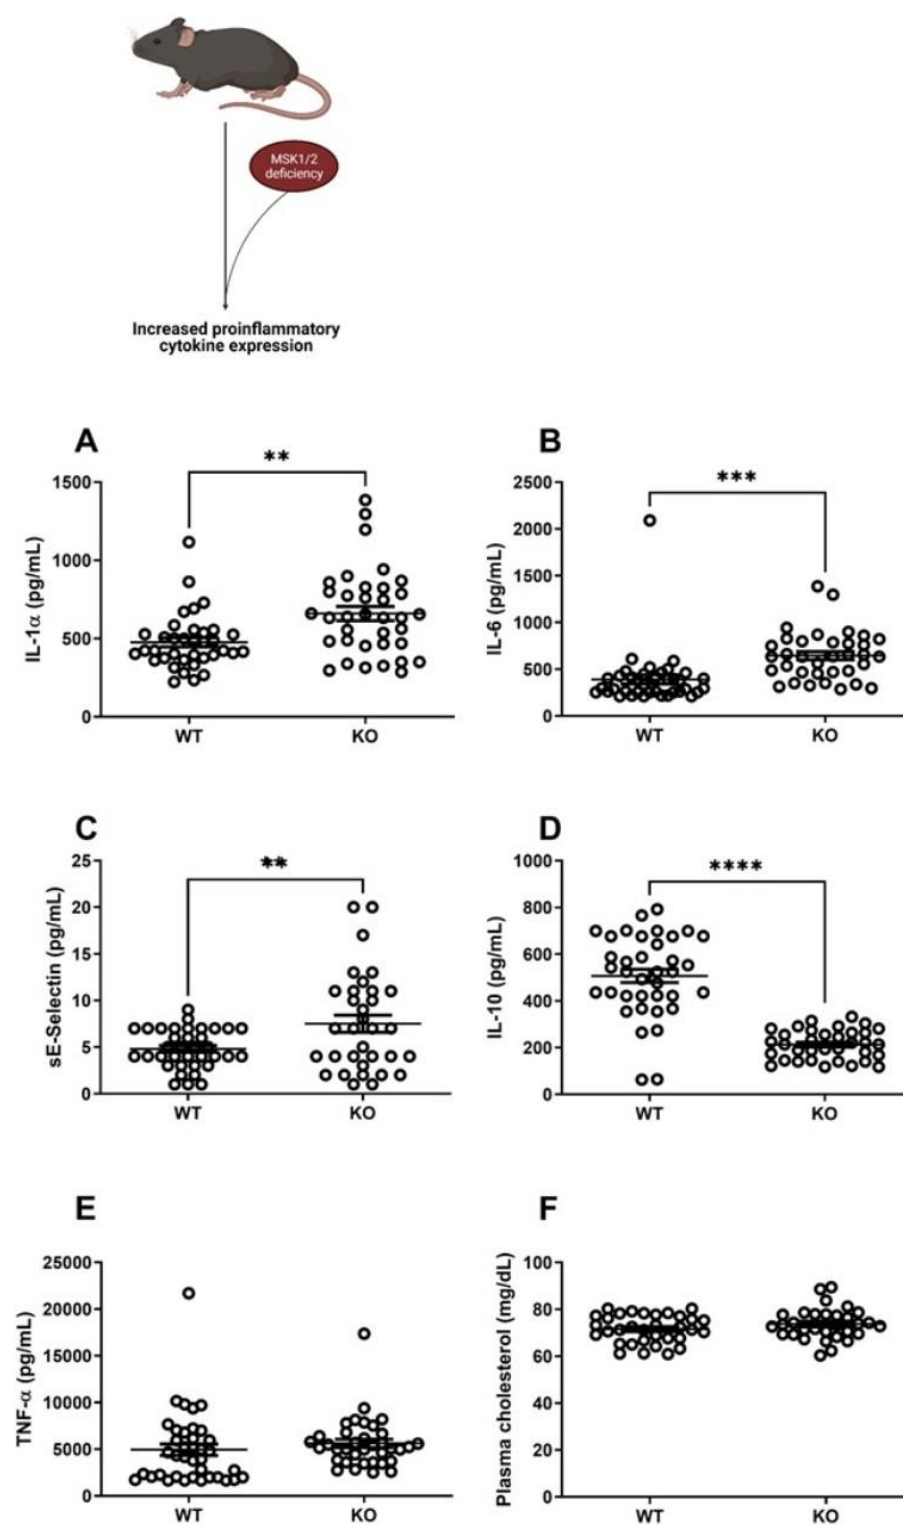 MSK1/2
deficiency
Increased proinflammatory
cytokine expression
A
**
IL-1α (pg/mL)
1500
1000
500
0
WT KO
B
***
IL-6 (pg/mL)
2500
2000
1500
1000
500
0
WT KO
C
**
sE-Selectin (pg/mL)
25
20
15
10
5
0
WT KO
D
****
IL-10 (pg/mL)
1000
800
600
400
200
0
WT KO
E
TNF-α (pg/mL)
25000
20000
15000
10000
5000
0
WT KO
F
Plasma cholesterol (mg/dL)
100
80
60
40
20
0
WT KO